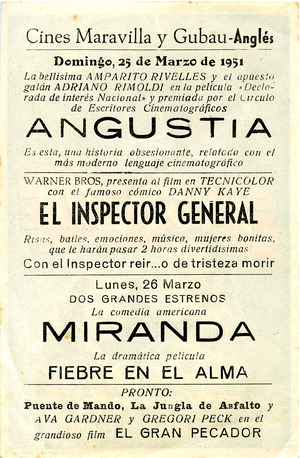 Cines Maravilla y Gubau-Anglés
Domingo, 25 de Marzo de 1951
La bellísima AMPARITO RIVELLES y el apuesto
galán ADRIANO RIMOLDI en la película «Decla-
rada de interés Nacional» y premiada por el Círculo
de Escritores Cinematográficos
ANGUSTIA
Es esta, una historia obsesionante, relatada con el
más moderno lenguaje cinematográfico
WARNER BROS, presenta al film en TECNICOLOR
con el famoso cómico DANNY KAYE
EL INSPECTOR GENERAL
Risas, bailes, emociones, música, mujeres bonitas,
que le harán pasar 2 horas divertidísimas
Con el Inspector reir...o de tristeza morir
Lunes, 26 Marzo
DOS GRANDES ESTRENOS
La comedia americana
MIRANDA
La dramática película
FIEBRE EN EL ALMA
PRONTO:
Puente de Mando, La Jungla de Asfalto y
AVA GARDNER y GREGORI PECK en el
grandioso film EL GRAN PECADOR